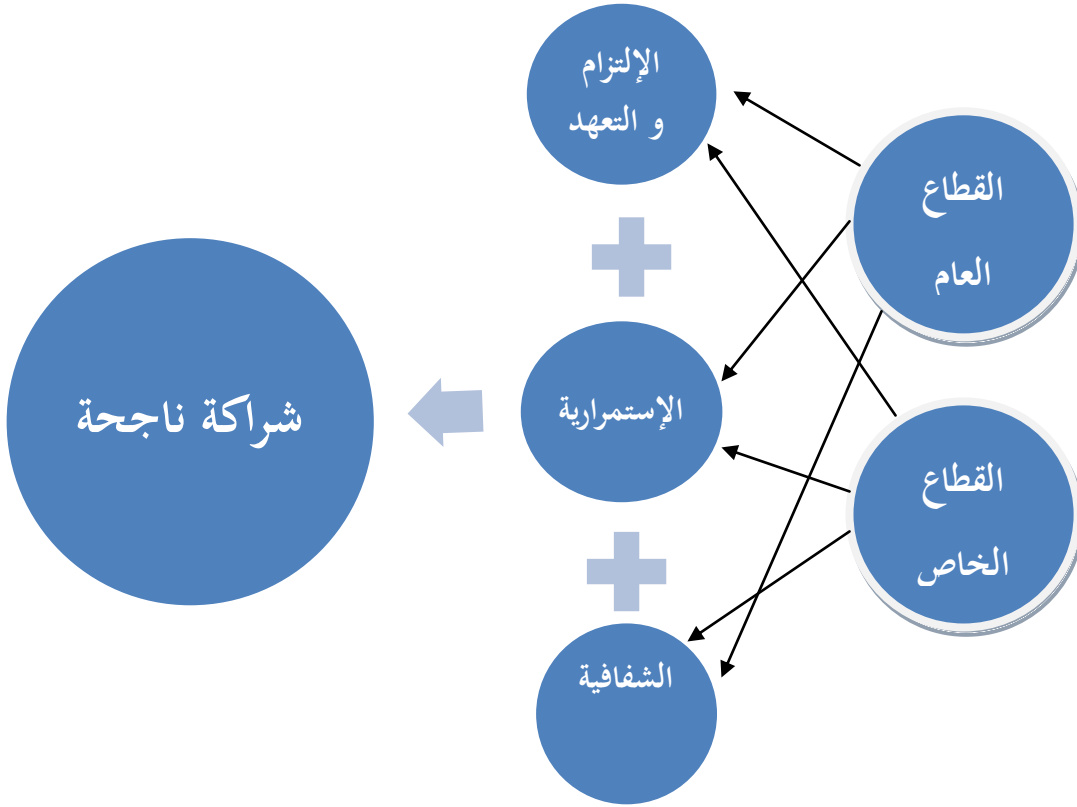 القطاع
العام
القطاع
الخاص
الإلتزام
و التعهد
الإستمرارية
الشفافية
شراكة ناجحة